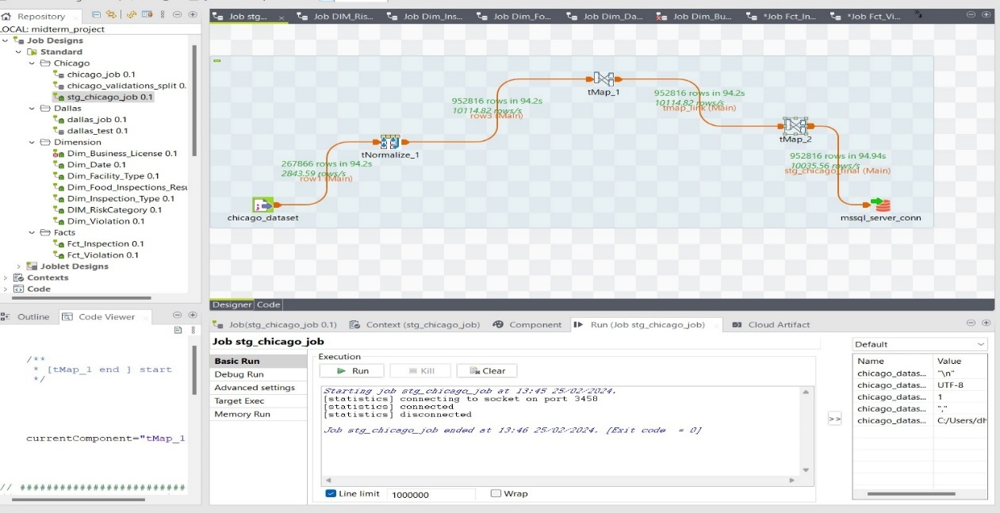 Repository
LOCAL: midterm_project
Job Designs
Standard
Chicago
chicago_job 0.1
chicago_validations_split 0.
stg_chicago_job 0.1
Dallas
dallas_job 0.1
dallas_test 0.1
Dimension
Dim_Business_License 0.1
Dim_Date 0.1
Dim_Facility_Type 0.1
Dim_Food_Inspections_Resu
Dim_Inspection_Type 0.1
DIM_RiskCategory 0.1
Dim_Violation 0.1
Facts
Fct_Inspection 0.1
Fct_Violation 0.1
Joblet Designs
Contexts
Code
Job stg... Job DIM_Ris... Job Dim_Ins... Job Dim_Fo... Job Dim_Da... Job Dim_Bu... *Job Fct_In... *Job Fct_Vi...
tMap_1
952816 rows in 94.2s
10114.82 rows/s
row3 (Main)
952816 rows in 94.2s
10114.82 rows/s
tmap_link (Main)
tMap_2
tNormalize_1
952816 rows in 94.94s
10035.56 rows/s
stg_chicago_final (Main)
267866 rows in 94.2s
2843.59 rows/s
row1 (Main)
chicago_dataset
mssql_server_conn
Designer Code
Outline Code Viewer
/**
* [tMap_1 end ] start
*/
currentComponent="tMap_1
// #########################
Job(stg_chicago_job 0.1) Context (stg_chicago_job) Component Run (Job stg_chicago_job) Cloud Artifact
Job stg_chicago_job
Basic Run
Debug Run
Advanced settings
Target Exec
Memory Run
Execution
Run Kill Clear
Starting job stg_chicago_job at 13:45 25/02/2024.
[statistics] connecting to socket on port 3458
[statistics] connected
[statistics] disconnected
Job stg_chicago_job ended at 13:46 25/02/2024. [Exit code  = 0]
Line limit 1000000 Wrap
>>
Default
Name Value
chicago_datas... "\n"
chicago_datas... UTF-8
chicago_datas... 1
chicago_datas... ","
chicago_datas... C:/Users/dh